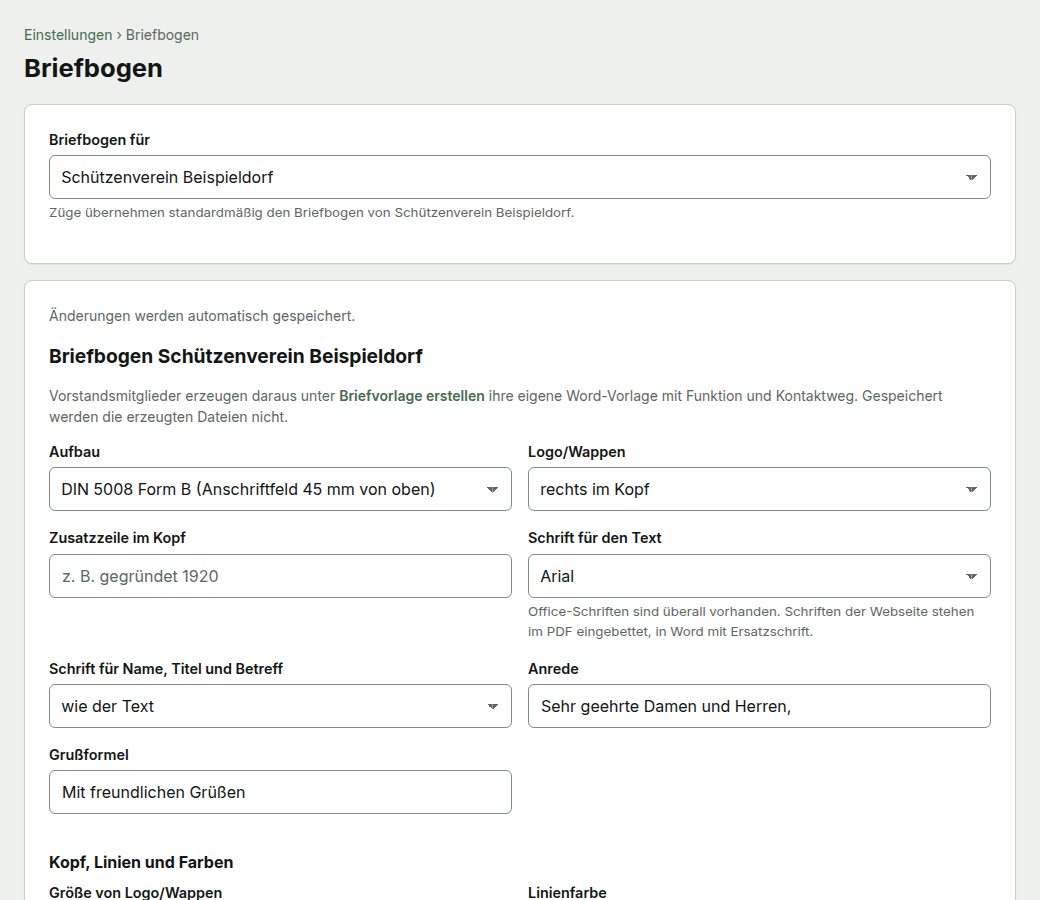 Einstellungen › Briefbogen
Briefbogen
Briefbogen für
Schützenverein Beispieldorf
Züge übernehmen standardmäßig den Briefbogen von Schützenverein Beispieldorf.
Änderungen werden automatisch gespeichert.
Briefbogen Schützenverein Beispieldorf
Vorstandsmitglieder erzeugen daraus unter Briefvorlage erstellen ihre eigene Word-Vorlage mit Funktion und Kontaktweg. Gespeichert
werden die erzeugten Dateien nicht.
Aufbau
DIN 5008 Form B (Anschriftfeld 45 mm von oben)
Logo/Wappen
rechts im Kopf
Zusatzzeile im Kopf
z. B. gegründet 1920
Schrift für den Text
Arial
Office-Schriften sind überall vorhanden. Schriften der Webseite stehen
im PDF eingebettet, in Word mit Ersatzschrift.
Schrift für Name, Titel und Betreff
wie der Text
Anrede
Sehr geehrte Damen und Herren,
Grußformel
Mit freundlichen Grüßen
Kopf, Linien und Farben
Größe von Logo/Wappen
Linienfarbe